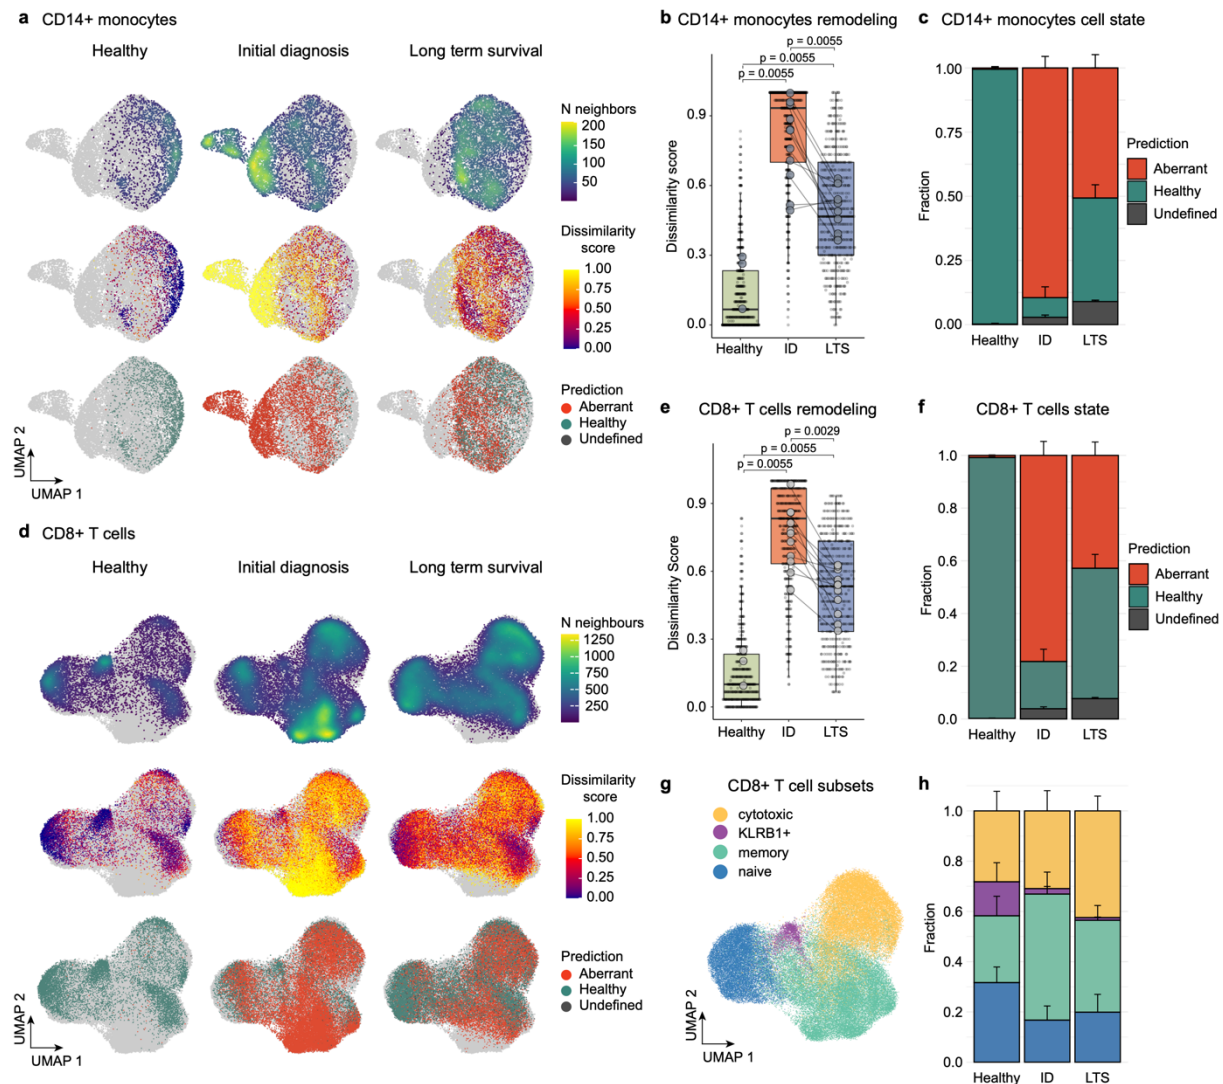 a CD14+ monocytes
Healthy
Initial diagnosis
Long term survival
N neighbors
200
150
100
50
Dissimilarity
score
1.00
0.75
0.50
0.25
0.00
Prediction
Aberrant
Healthy
Undefined
UMAP 2
UMAP 1
b CD14+ monocytes remodeling
p = 0.0055
p = 0.0055
p = 0.0055
Dissimilarity score
0.9
0.6
0.3
0.0
Healthy
ID
LTS
c CD14+ monocytes cell state
Fraction
1.00
0.75
0.50
0.25
0.00
Healthy
ID
LTS
Prediction
Aberrant
Healthy
Undefined
d CD8+ T cells
Healthy
Initial diagnosis
Long term survival
N neighbours
1250
1000
750
500
250
Dissimilarity
score
1.00
0.75
0.50
0.25
0.00
Prediction
Aberrant
Healthy
Undefined
UMAP 2
UMAP 1
e CD8+ T cells remodeling
p = 0.0029
p = 0.0055
p = 0.0055
Dissimilarity Score
0.9
0.6
0.3
0.0
Healthy
ID
LTS
f CD8+ T cells state
Fraction
1.0
0.8
0.6
0.4
0.2
0.0
Healthy
ID
LTS
Prediction
Aberrant
Healthy
Undefined
g CD8+ T cell subsets
cytotoxic
KLRB1+
memory
naive
UMAP 2
UMAP 1
h
Fraction
1.0
0.8
0.6
0.4
0.2
0.0
Healthy
ID
LTS